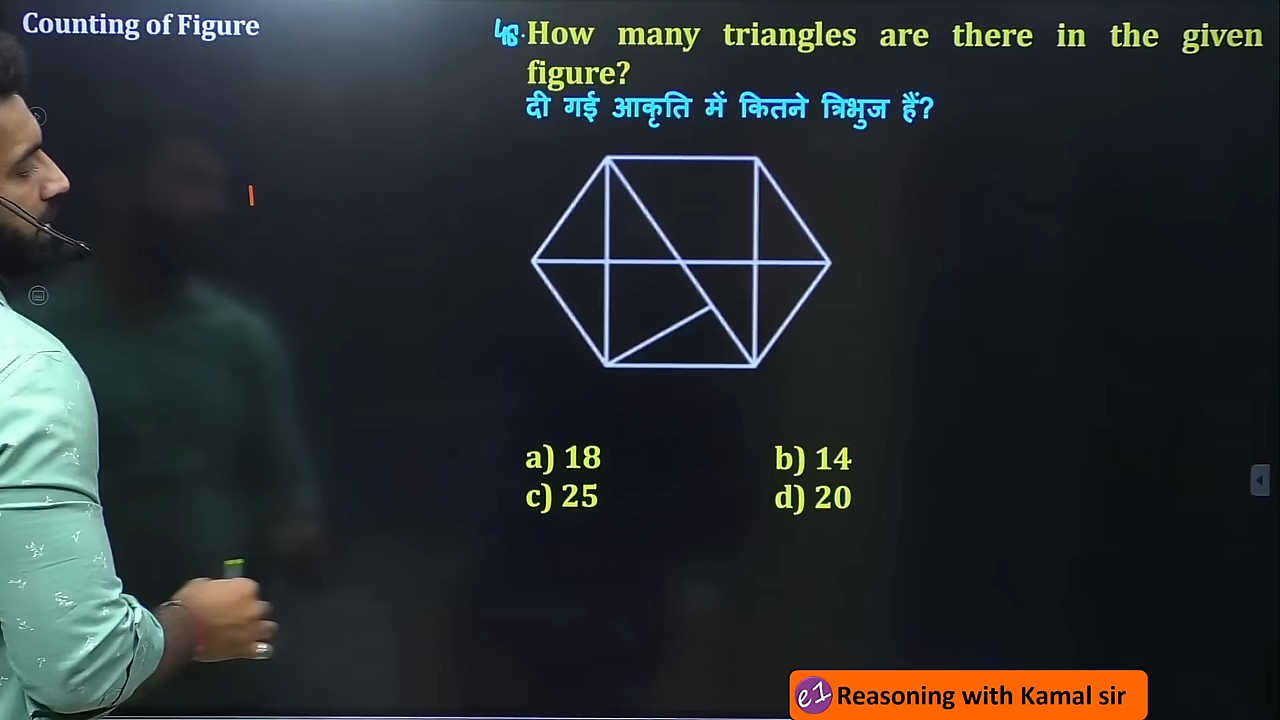 Counting of Figure
48. How many triangles are there in the given
figure?
दी गई आकृति में कितने त्रिभुज हैं?
a) 18
b) 14
c) 25
d) 20
e1 Reasoning with Kamal sir